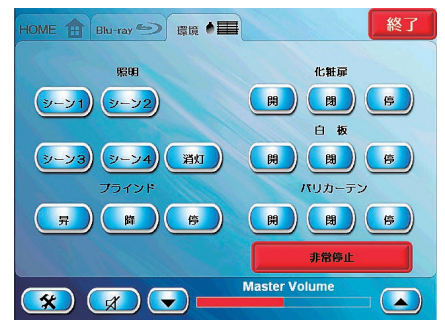 HOME Blu-ray 環境 終了
照明 化粧扉
シーン1 シーン2 開 閉 停
白 板
シーン3 シーン4 消灯 開 閉 停
ブラインド バリカーテン
昇 降 停 開 閉 停
非常停止
Master Volume